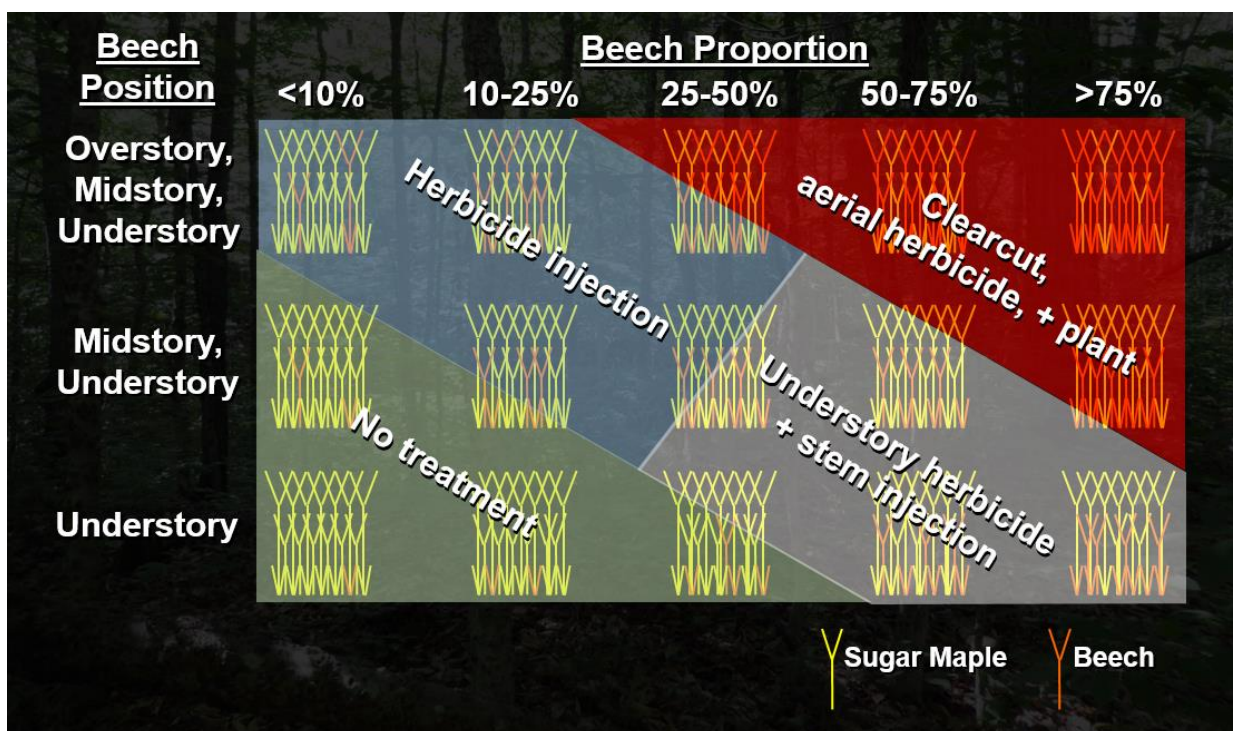 Beech
Position
Beech Proportion
<10%
10-25%
25-50%
50-75%
>75%
Overstory,
Midstory,
Understory
Midstory,
Understory
Understory
Herbicide injection
Clearcut,
aerial herbicide, + plant
No treatment
Understory herbicide
+ stem injection
Sugar Maple
Beech